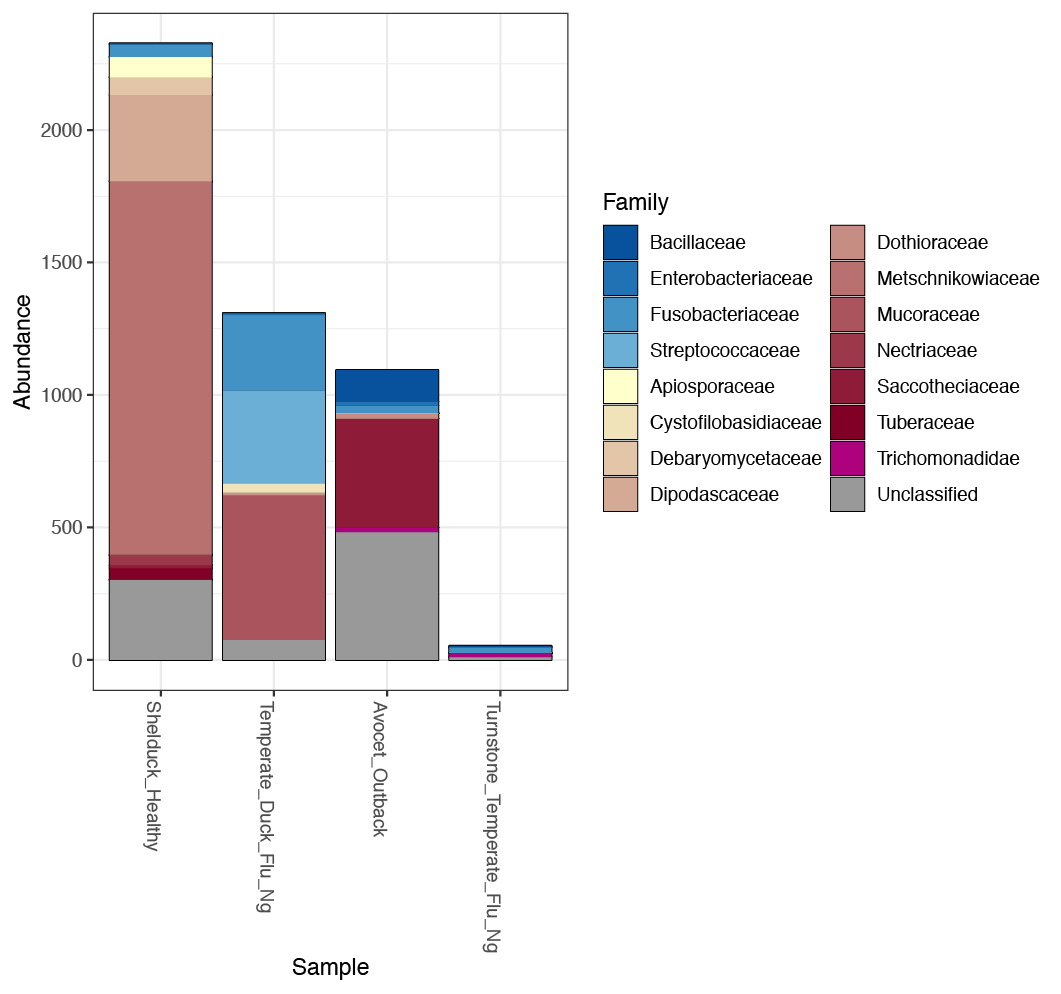 2000
1500
1000
500
0
Abundance
Shelduck_Healthy
Temperate_Duck_Flu_Ng
Avocet_Outback
Turnstone_Temperate_Flu_Ng
Sample
Family
Bacillaceae
Enterobacteriaceae
Fusobacteriaceae
Streptococcaceae
Apiosporaceae
Cystofilobasidiaceae
Debaryomycetaceae
Dipodascaceae
Dothioraceae
Metschnikowiaceae
Mucoraceae
Nectriaceae
Saccotheciaceae
Tuberaceae
Trichomonadidae
Unclassified